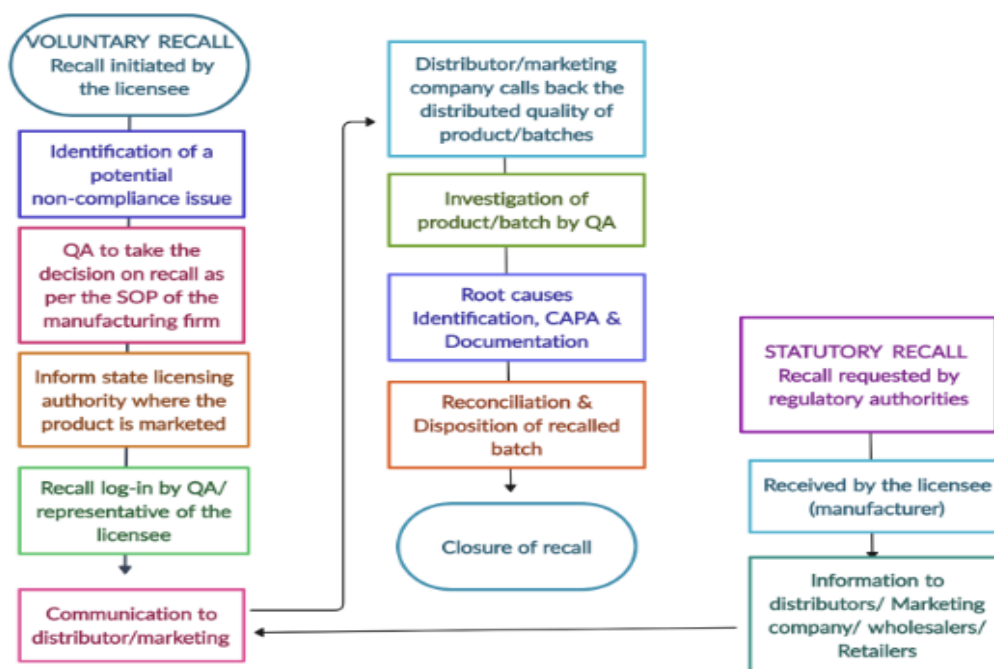 VOLUNTARY RECALL
Recall initiated by
the licensee
Identification of a
potential
non-compliance issue
QA to take the
decision on recall as
per the SOP of the
manufacturing firm
Inform state licensing
authority where the
product is marketed
Recall log-in by QA/
representative of the
licensee
Communication to
distributor/marketing
Distributor/marketing
company calls back the
distributed quality of
product/batches
Investigation of
product/batch by QA
Root causes
Identification, CAPA &
Documentation
Reconciliation &
Disposition of recalled
batch
Closure of recall
STATUTORY RECALL
Recall requested by
regulatory authorities
Received by the licensee
(manufacturer)
Information to
distributors/ Marketing
company/ wholesalers/
Retailers